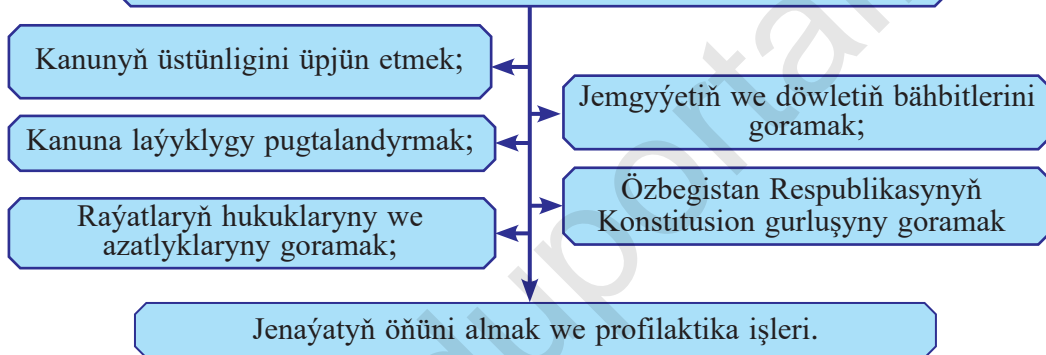 Kanunyň üstünligini üpjün etmek;
Jemgyýetiň we döwletiň bähbitlerini
goramak;
Kanuna laýyklygy pugtalandyrmak;
Özbegistan Respublikasynyň
Konstitusion gurluşyny goramak
Raýatlaryň hukuklaryny we
azatlyklaryny goramak;
Jenaýatyň öňüni almak we profilaktika işleri.